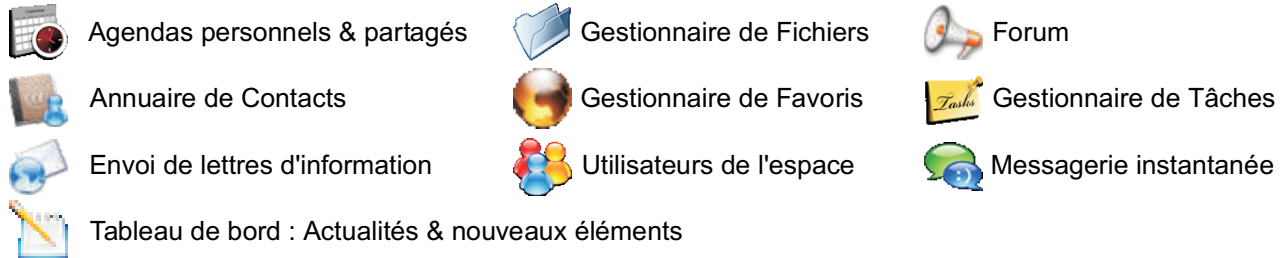 Agendas personnels & partagés
Gestionnaire de Fichiers
Forum
Annuaire de Contacts
Gestionnaire de Favoris
Tasks
Gestionnaire de Tâches
Envoi de lettres d'information
Utilisateurs de l'espace
Messagerie instantanée
Tableau de bord : Actualités & nouveaux éléments